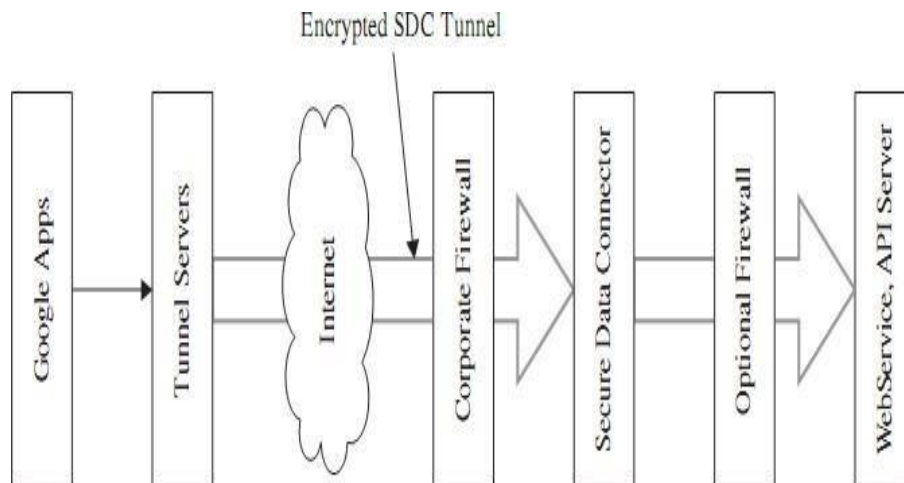 Encrypted SDC Tunnel
Google Apps
Tunnel Servers
Internet
Corporate Firewall
Secure Data Connector
Optional Firewall
WebService, API Server